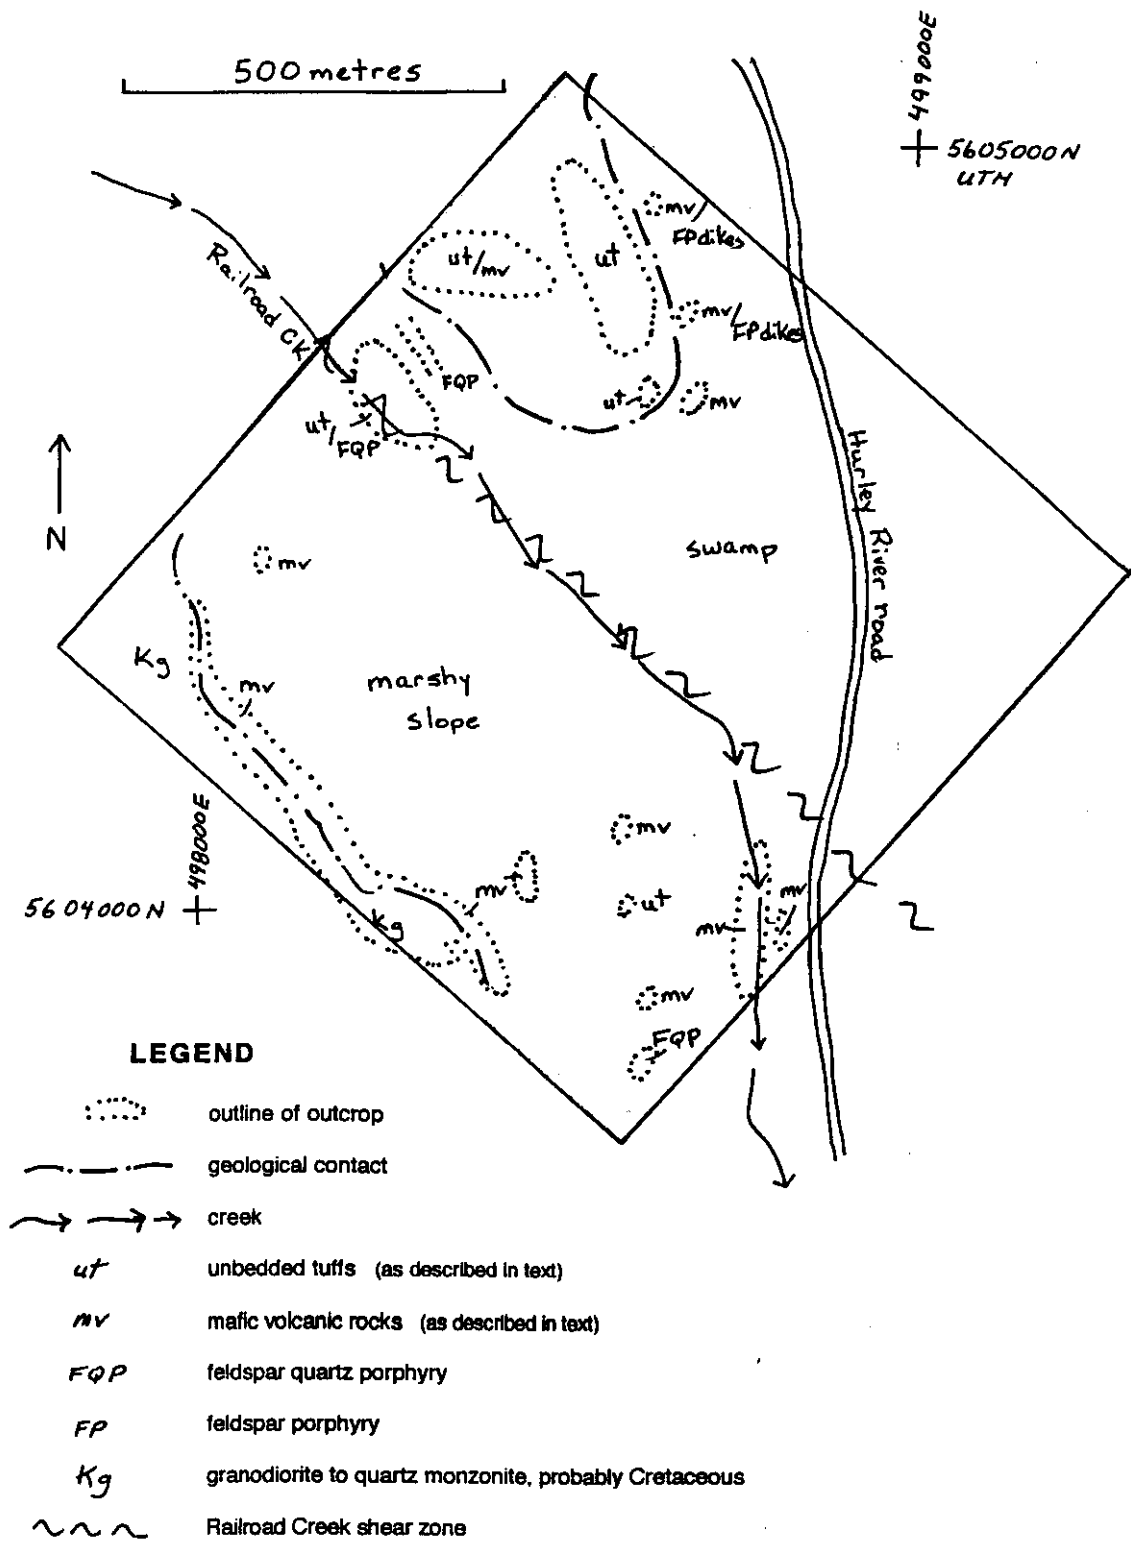 500 metres
499000E
5605000N
UTM
mv/
FP dikes
ut/mv
ut
Railroad CK
mv/
FP dikes
FQP
ut
mv
ut/
FQP
Hurley River road
N
swamp
mv
Kg
mv
marshy
slope
mv
498000E
mv
ut
mv
5604000N
mv
Kg
mv
FQP
LEGEND
outline of outcrop
geological contact
creek
ut unbedded tuffs (as described in text)
mv mafic volcanic rocks (as described in text)
FQP feldspar quartz porphyry
FP feldspar porphyry
Kg granodiorite to quartz monzonite, probably Cretaceous
Railroad Creek shear zone